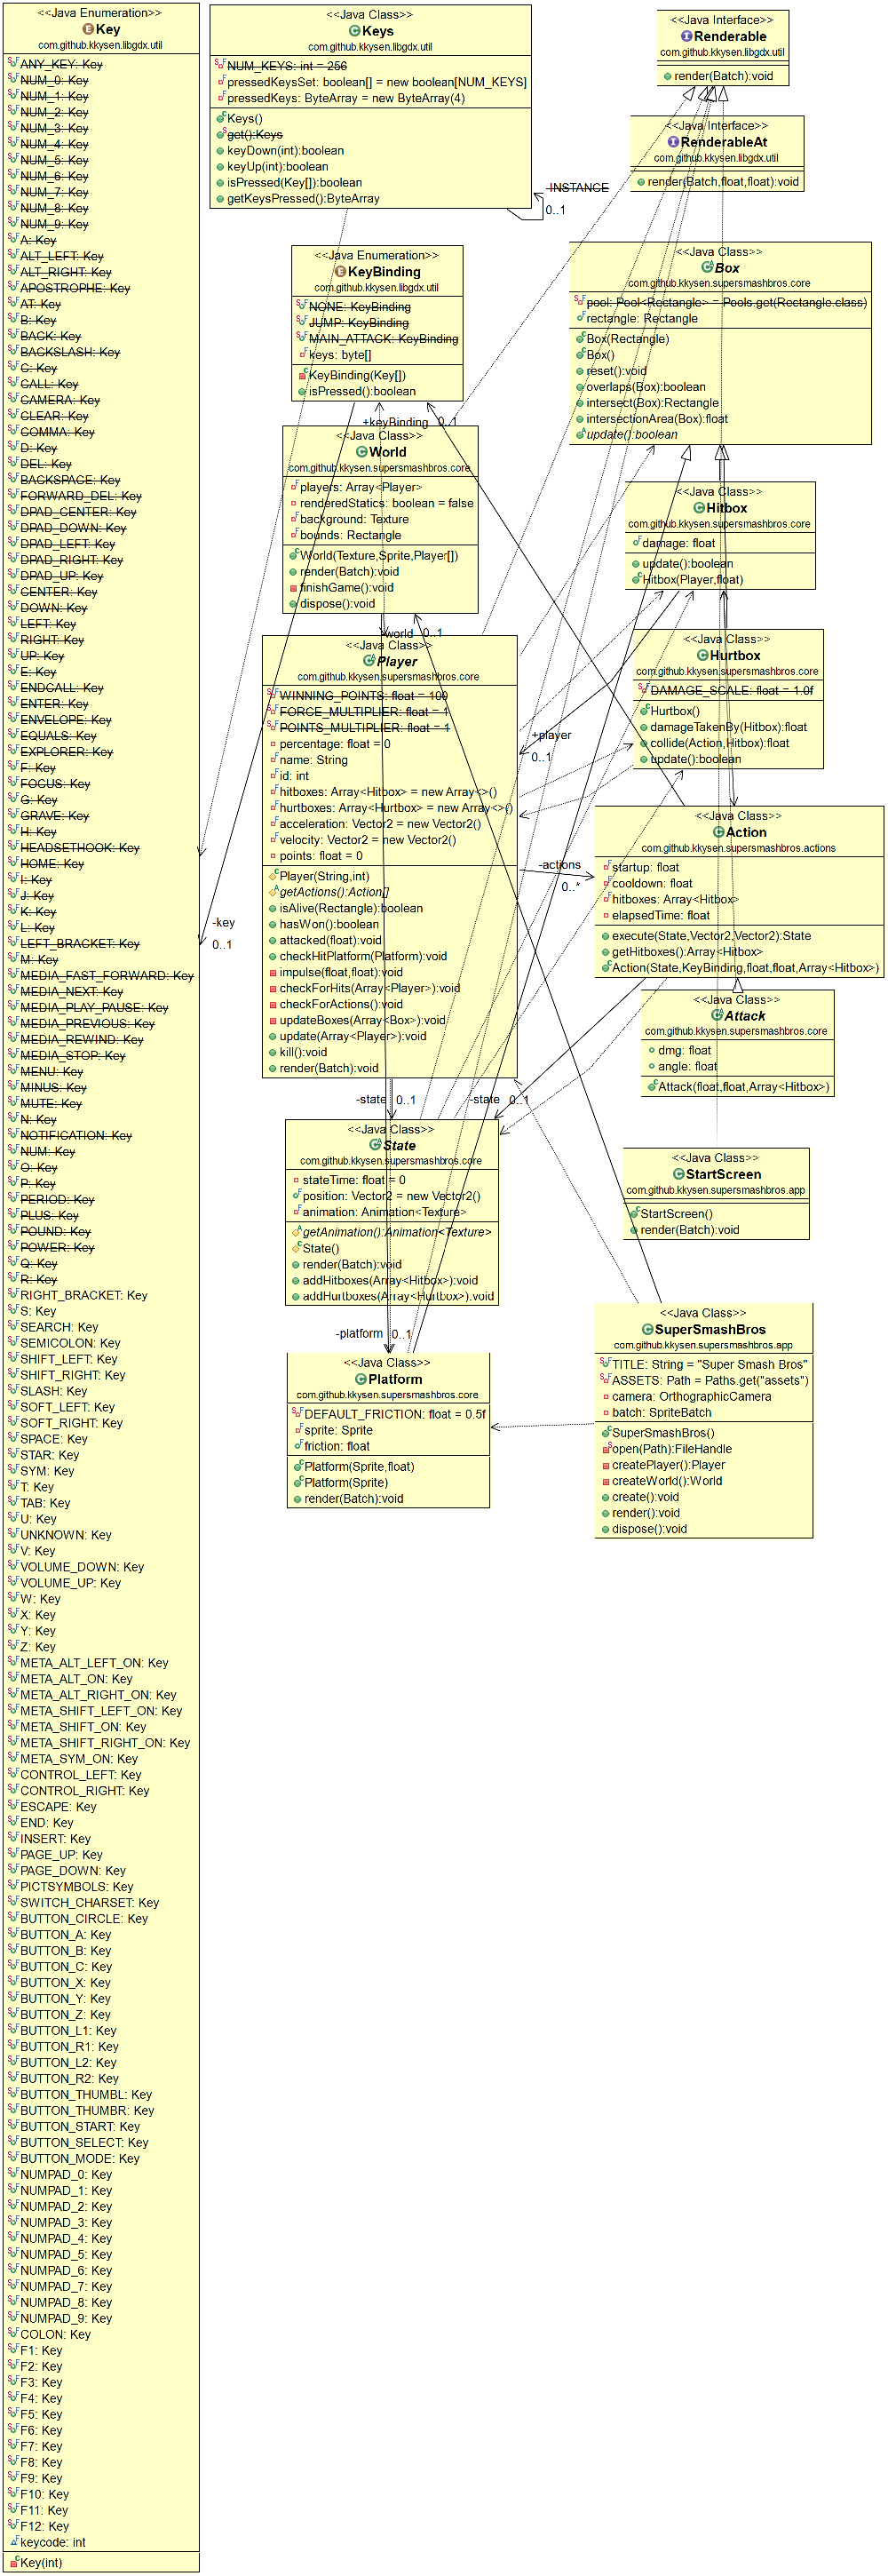 <<Java Enumeration>>
Key
com.github.kkysen.libgdx.util
ANY_KEY: Key
NUM_0: Key
NUM_1: Key
NUM_2: Key
NUM_3: Key
NUM_4: Key
NUM_5: Key
NUM_6: Key
NUM_7: Key
NUM_8: Key
NUM_9: Key
A: Key
ALT_LEFT: Key
ALT_RIGHT: Key
APOSTROPHE: Key
AT: Key
B: Key
BACK: Key
BACKSLASH: Key
C: Key
CALL: Key
CAMERA: Key
CLEAR: Key
COMMA: Key
D: Key
DEL: Key
BACKSPACE: Key
FORWARD_DEL: Key
DPAD_CENTER: Key
DPAD_DOWN: Key
DPAD_LEFT: Key
DPAD_RIGHT: Key
DPAD_UP: Key
CENTER: Key
DOWN: Key
LEFT: Key
RIGHT: Key
UP: Key
E: Key
ENDCALL: Key
ENTER: Key
ENVELOPE: Key
EQUALS: Key
EXPLORER: Key
F: Key
FOCUS: Key
G: Key
GRAVE: Key
H: Key
HEADSETHOOK: Key
HOME: Key
I: Key
J: Key
K: Key
L: Key
LEFT_BRACKET: Key
M: Key
MEDIA_FAST_FORWARD: Key
MEDIA_NEXT: Key
MEDIA_PLAY_PAUSE: Key
MEDIA_PREVIOUS: Key
MEDIA_REWIND: Key
MEDIA_STOP: Key
MENU: Key
MINUS: Key
MUTE: Key
N: Key
NOTIFICATION: Key
NUM: Key
O: Key
P: Key
PERIOD: Key
PLUS: Key
POUND: Key
POWER: Key
Q: Key
R: Key
RIGHT_BRACKET: Key
S: Key
SEARCH: Key
SEMICOLON: Key
SHIFT_LEFT: Key
SHIFT_RIGHT: Key
SLASH: Key
SOFT_LEFT: Key
SOFT_RIGHT: Key
SPACE: Key
STAR: Key
SYM: Key
T: Key
TAB: Key
U: Key
UNKNOWN: Key
V: Key
VOLUME_DOWN: Key
VOLUME_UP: Key
W: Key
X: Key
Y: Key
Z: Key
META_ALT_LEFT_ON: Key
META_ALT_ON: Key
META_ALT_RIGHT_ON: Key
META_SHIFT_LEFT_ON: Key
META_SHIFT_ON: Key
META_SHIFT_RIGHT_ON: Key
META_SYM_ON: Key
CONTROL_LEFT: Key
CONTROL_RIGHT: Key
ESCAPE: Key
END: Key
INSERT: Key
PAGE_UP: Key
PAGE_DOWN: Key
PICTSYMBOLS: Key
SWITCH_CHARSET: Key
BUTTON_CIRCLE: Key
BUTTON_A: Key
BUTTON_B: Key
BUTTON_C: Key
BUTTON_X: Key
BUTTON_Y: Key
BUTTON_Z: Key
BUTTON_L1: Key
BUTTON_R1: Key
BUTTON_L2: Key
BUTTON_R2: Key
BUTTON_THUMBL: Key
BUTTON_THUMBR: Key
BUTTON_START: Key
BUTTON_SELECT: Key
BUTTON_MODE: Key
NUMPAD_0: Key
NUMPAD_1: Key
NUMPAD_2: Key
NUMPAD_3: Key
NUMPAD_4: Key
NUMPAD_5: Key
NUMPAD_6: Key
NUMPAD_7: Key
NUMPAD_8: Key
NUMPAD_9: Key
COLON: Key
F1: Key
F2: Key
F3: Key
F4: Key
F5: Key
F6: Key
F7: Key
F8: Key
F9: Key
F10: Key
F11: Key
F12: Key
keycode: int
Key(int)
<<Java Class>>
Keys
com.github.kkysen.libgdx.util
NUM_KEYS: int = 256
pressedKeysSet: boolean[] = new boolean[NUM_KEYS]
pressedKeys: ByteArray = new ByteArray(4)
Keys()
get():Keys
keyDown(int):boolean
keyUp(int):boolean
isPressed(Key[]):boolean
getKeysPressed():ByteArray
-INSTANCE
0..1
<<Java Interface>>
Renderable
com.github.kkysen.libgdx.util
render(Batch):void
<<Java Interface>>
RenderableAt
com.github.kkysen.libgdx.util
render(Batch,float,float):void
<<Java Enumeration>>
KeyBinding
com.github.kkysen.libgdx.util
NONE: KeyBinding
JUMP: KeyBinding
MAIN_ATTACK: KeyBinding
keys: byte[]
KeyBinding(Key[])
isPressed():boolean
+keyBinding
0..1
<<Java Class>>
Box
com.github.kkysen.supersmashbros.core
pool: Pool<Rectangle> = Pools.get(Rectangle.class)
rectangle: Rectangle
Box(Rectangle)
Box()
reset():void
overlaps(Box):boolean
intersect(Box):Rectangle
intersectionArea(Box):float
update():boolean
<<Java Class>>
World
com.github.kkysen.supersmashbros.core
players: Array<Player>
renderedStatics: boolean = false
background: Texture
bounds: Rectangle
World(Texture,Sprite,Player[])
render(Batch):void
finishGame():void
dispose():void
-world
0..1
<<Java Class>>
Hitbox
com.github.kkysen.supersmashbros.core
damage: float
update():boolean
Hitbox(Player,float)
<<Java Class>>
Player
com.github.kkysen.supersmashbros.core
WINNING_POINTS: float = 100
FORCE_MULTIPLIER: float = 1
POINTS_MULTIPLIER: float = 1
percentage: float = 0
name: String
id: int
hitboxes: Array<Hitbox> = new Array<>()
hurtboxes: Array<Hurtbox> = new Array<>()
acceleration: Vector2 = new Vector2()
velocity: Vector2 = new Vector2()
points: float = 0
Player(String,int)
getActions():Action[]
isAlive(Rectangle):boolean
hasWon():boolean
attacked(float):void
checkHitPlatform(Platform):void
impulse(float,float):void
checkForHits(Array<Player>):void
checkForActions():void
updateBoxes(Array<Box>):void
update(Array<Player>):void
kill():void
render(Batch):void
+player
0..1
<<Java Class>>
Hurtbox
com.github.kkysen.supersmashbros.core
DAMAGE_SCALE: float = 1.0f
Hurtbox()
damageTakenBy(Hitbox):float
collide(Action,Hitbox):float
update():boolean
-actions
0..*
-key
0..1
<<Java Class>>
Action
com.github.kkysen.supersmashbros.actions
startup: float
cooldown: float
hitboxes: Array<Hitbox>
elapsedTime: float
execute(State,Vector2,Vector2):State
getHitboxes():Array<Hitbox>
Action(State,KeyBinding,float,float,Array<Hitbox>)
<<Java Class>>
Attack
com.github.kkysen.supersmashbros.core
dmg: float
angle: float
Attack(float,float,Array<Hitbox>)
-state
0..1
-state
0..1
<<Java Class>>
State
com.github.kkysen.supersmashbros.core
stateTime: float = 0
position: Vector2 = new Vector2()
animation: Animation<Texture>
getAnimation():Animation<Texture>
State()
render(Batch):void
addHitboxes(Array<Hitbox>):void
addHurtboxes(Array<Hurtbox>):void
<<Java Class>>
StartScreen
com.github.kkysen.supersmashbros.app
StartScreen()
render(Batch):void
-platform
0..1
<<Java Class>>
Platform
com.github.kkysen.supersmashbros.core
DEFAULT_FRICTION: float = 0.5f
sprite: Sprite
friction: float
Platform(Sprite,float)
Platform(Sprite)
render(Batch):void
<<Java Class>>
SuperSmashBros
com.github.kkysen.supersmashbros.app
TITLE: String = "Super Smash Bros"
ASSETS: Path = Paths.get("assets")
camera: OrthographicCamera
batch: SpriteBatch
SuperSmashBros()
open(Path):FileHandle
createPlayer():Player
createWorld():World
create():void
render():void
dispose():void